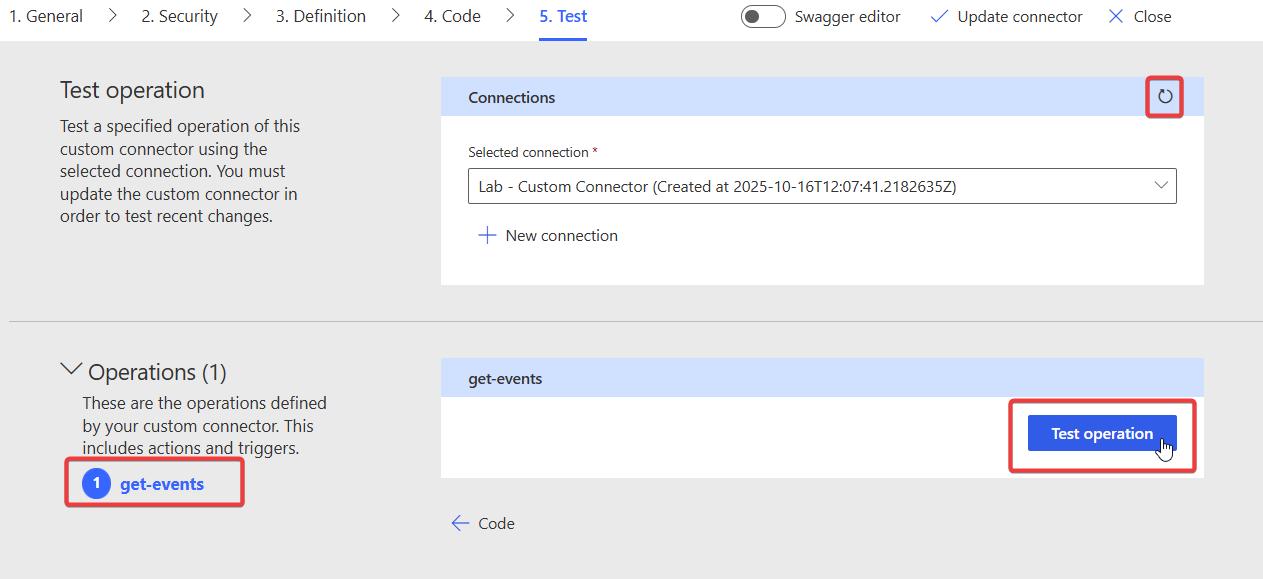 1. General 2. Security 3. Definition 4. Code 5. Test Swagger editor Update connector Close
Test operation
Test a specified operation of this
custom connector using the
selected connection. You must
update the custom connector in
order to test recent changes.
Connections
Selected connection *
Lab - Custom Connector (Created at 2025-10-16T12:07:41.2182635Z)
New connection
Operations (1)
These are the operations defined
by your custom connector. This
includes actions and triggers.
1 get-events
get-events
Test operation
Code